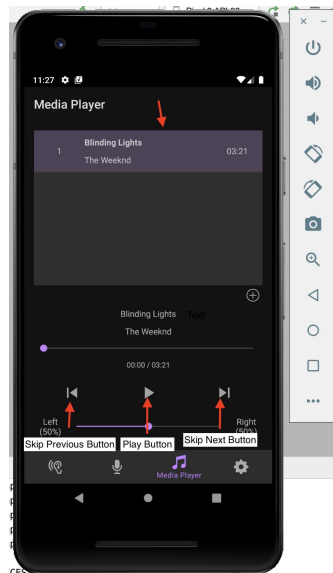 11:27
Media Player
1 Blinding Lights 03:21
The Weeknd
Blinding Lights Text
The Weeknd
00:00 / 03:21
Left Right
(50%) (50%)
Skip Previous Button Play Button Skip Next Button
Media Player